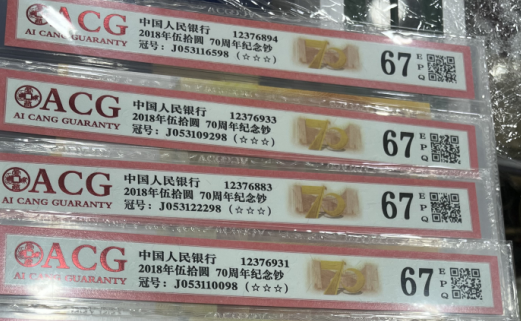 ACG
AI CANG GUARANTY
中国人民银行 12376894
2018年伍拾圆 70周年纪念钞
冠号：J053116598（☆☆☆）
70
67 EPQ
ACG
AI CANG GUARANTY
中国人民银行 12376933
2018年伍拾圆 70周年纪念钞
冠号：J053109298（☆☆☆）
70
67 EPQ
ACG
AI CANG GUARANTY
中国人民银行 12376883
2018年伍拾圆 70周年纪念钞
冠号：J053122298（☆☆☆）
70
67 EPQ
ACG
AI CANG GUARANTY
中国人民银行 12376931
2018年伍拾圆 70周年纪念钞
冠号：J053110098（☆☆☆）
70
67 EPQ